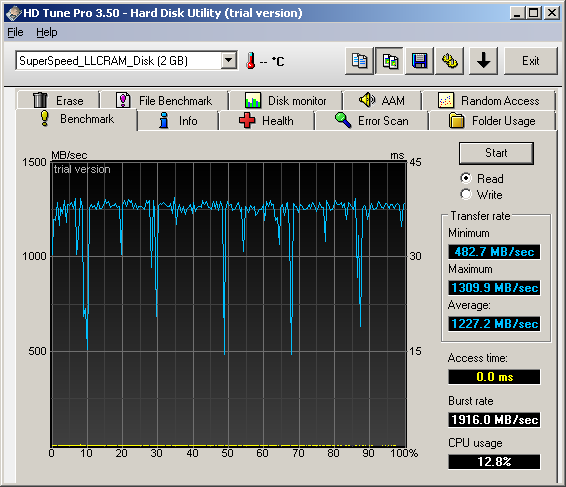 HD Tune Pro 3.50 - Hard Disk Utility (trial version)
File Help
SuperSpeed_LLCRAM_Disk (2 GB)
-- °C
Exit
Erase
File Benchmark
Disk monitor
AAM
Random Access
Benchmark
Info
Health
Error Scan
Folder Usage
MB/sec
ms
trial version
1500
1000
500
45
30
15
0 10 20 30 40 50 60 70 80 90 100%
Start
Read
Write
Transfer rate
Minimum
482.7 MB/sec
Maximum
1309.9 MB/sec
Average:
1227.2 MB/sec
Access time:
0.0 ms
Burst rate
1916.0 MB/sec
CPU usage
12.8%